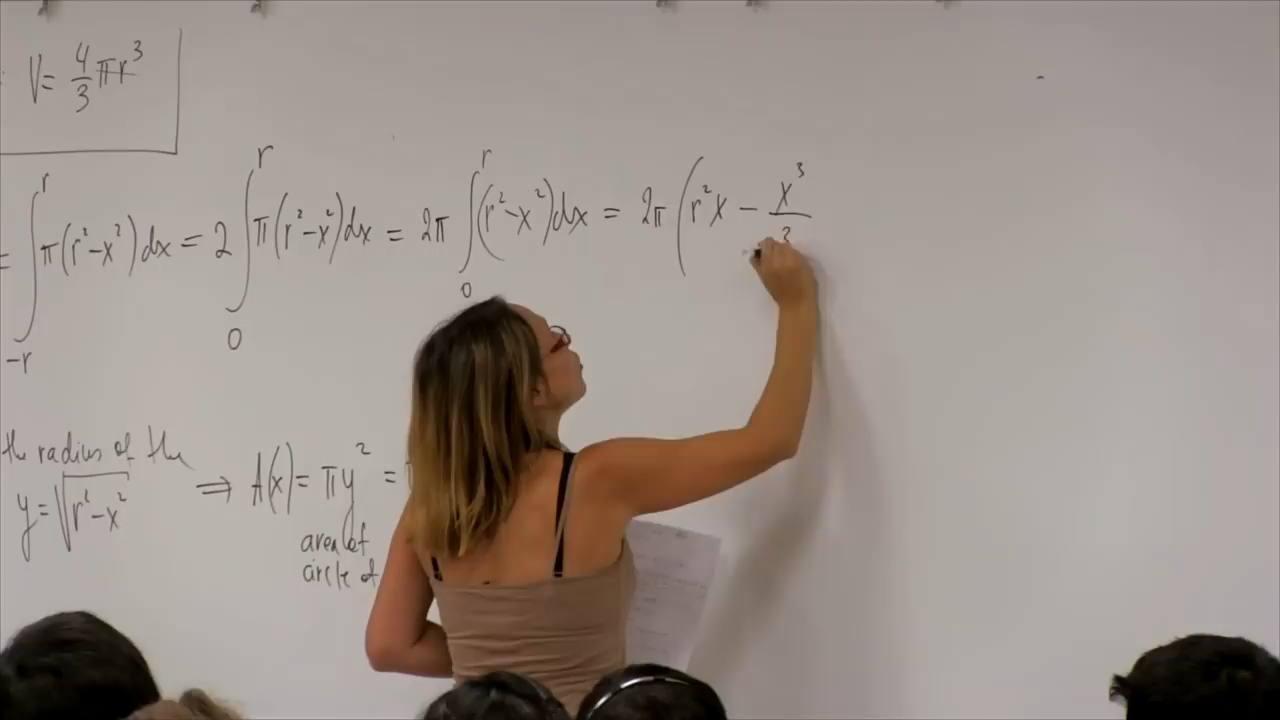 V = 4/3 πr³
= ∫_{-r}^{r} π(r²-x²)dx = 2 ∫_{0}^{r} π(r²-x²)dx = 2π ∫_{0}^{r} (r²-x²)dx = 2π (r²x - x³/3
the radius of the
y = √(r²-x²) ⇒ A(x) = πy² =
area of
circle of